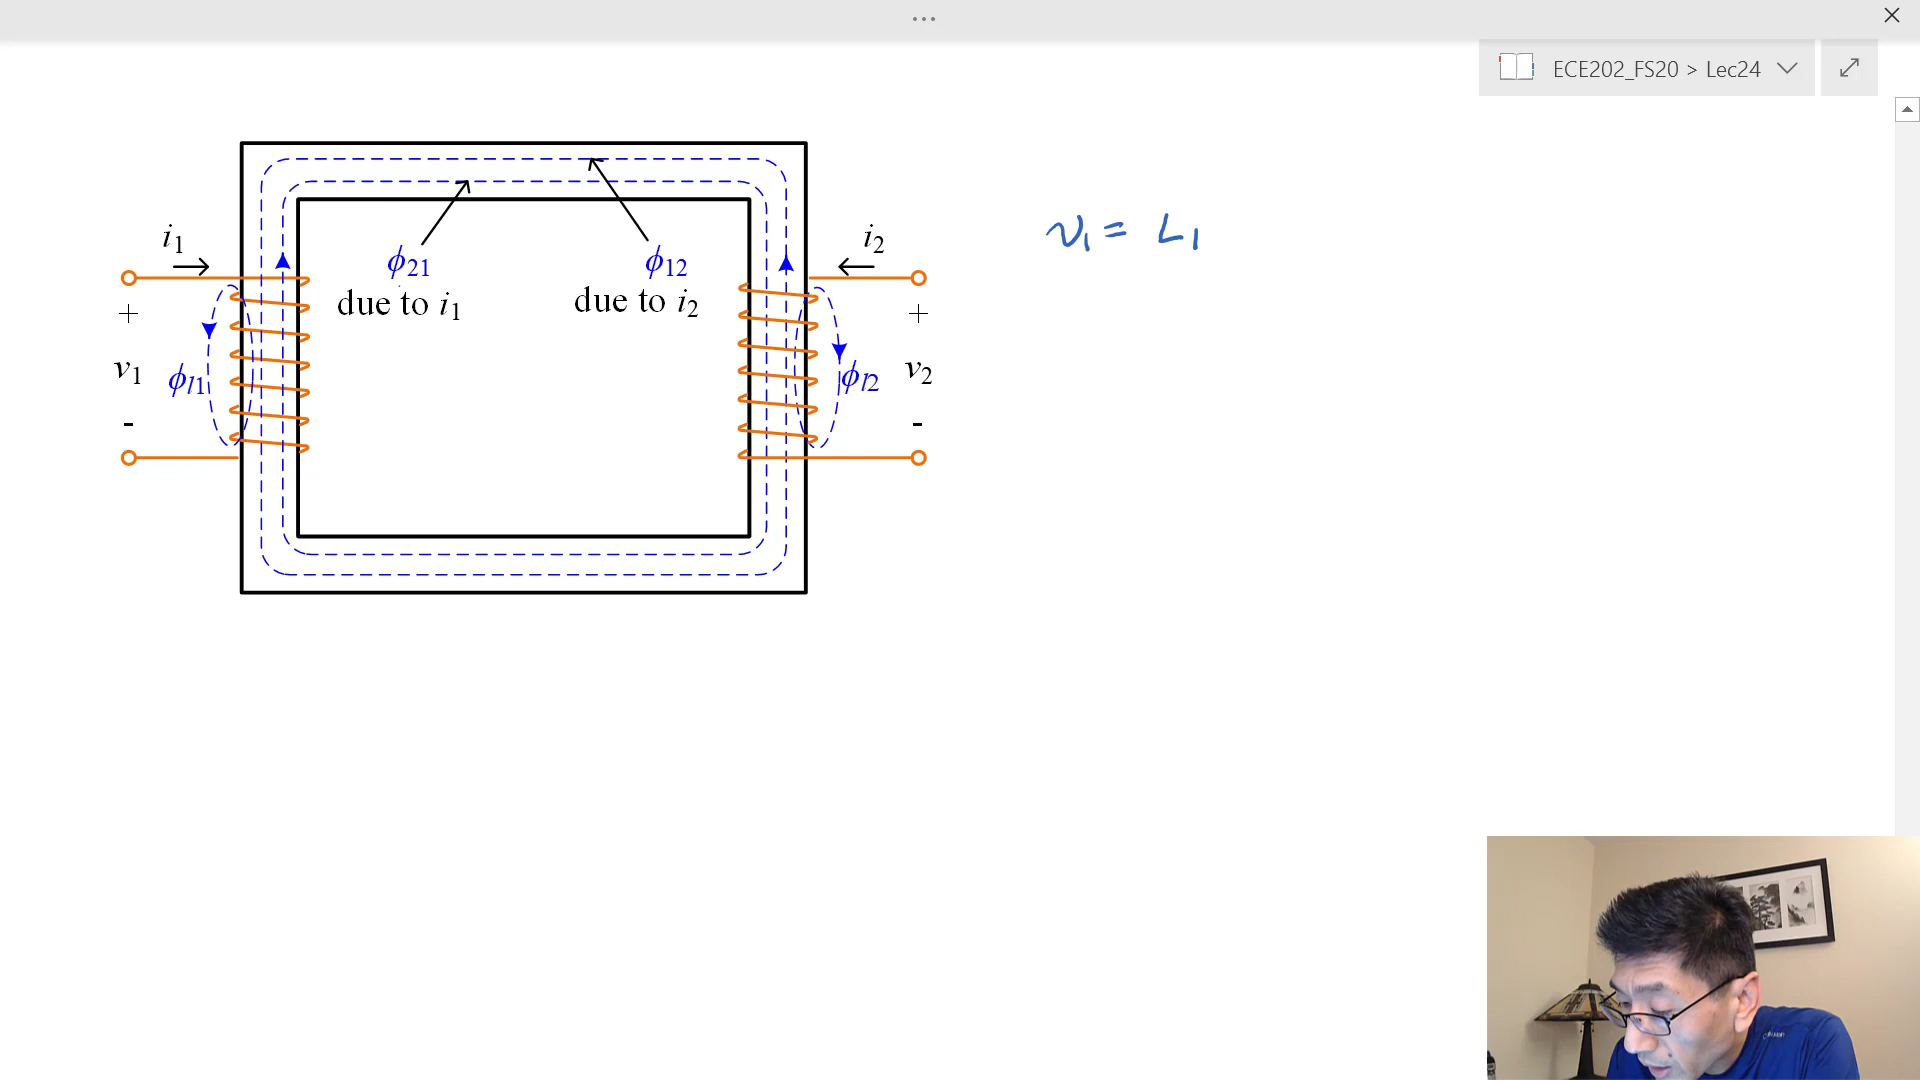 ...
ECE202_FS20 > Lec24
v₁ = L₁
i₁
i₂
ϕ₂₁
due to i₁
ϕ₁₂
due to i₂
+
v₁
-
ϕₗ₁
ϕₗ₂
+
v₂
-